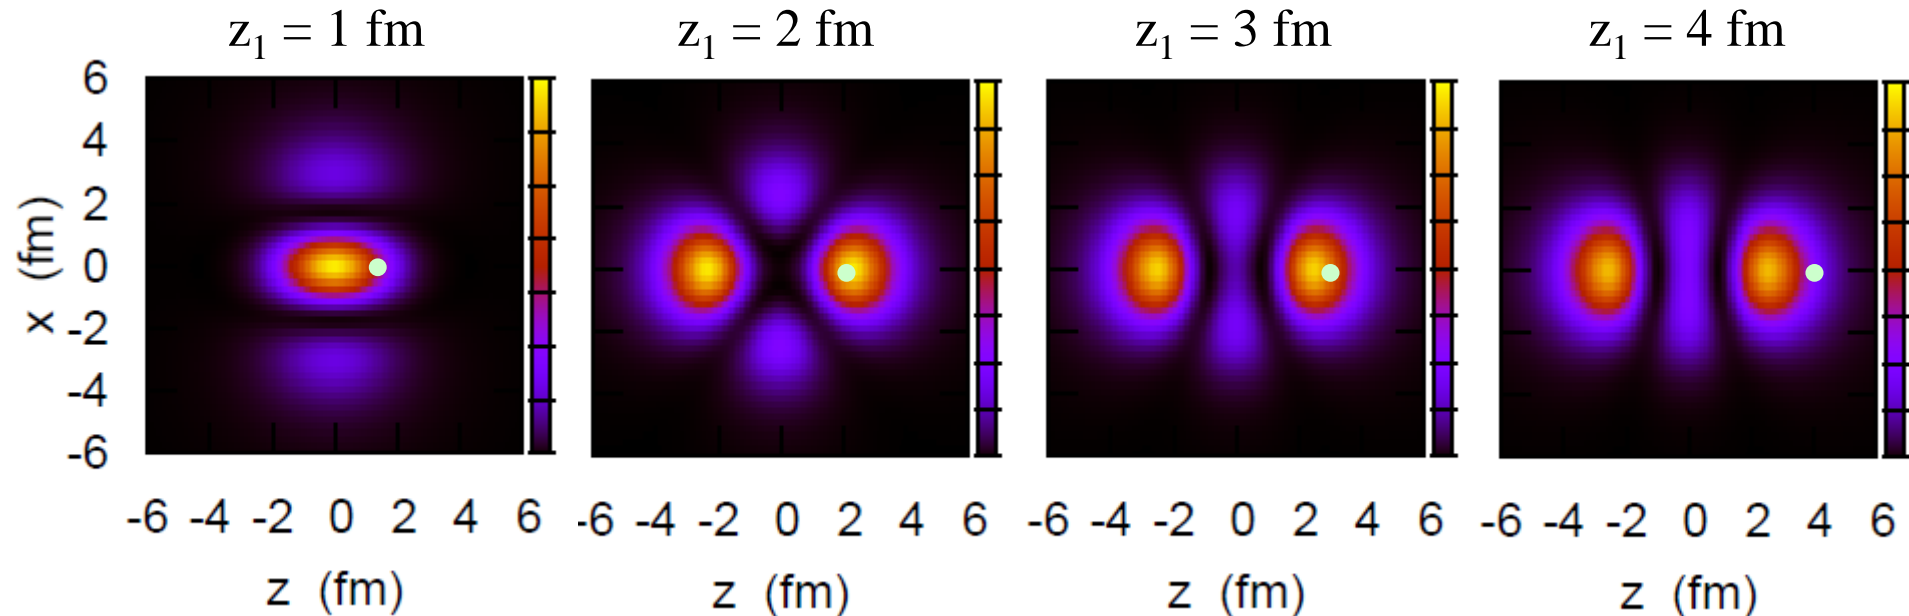 z₁ = 1 fm z₁ = 2 fm z₁ = 3 fm z₁ = 4 fm
6
4
2
0
-2
-4
-6
x (fm)
-6 -4 -2 0 2 4 6 -6 -4 -2 0 2 4 6 -6 -4 -2 0 2 4 6 -6 -4 -2 0 2 4 6
z (fm) z (fm) z (fm) z (fm)